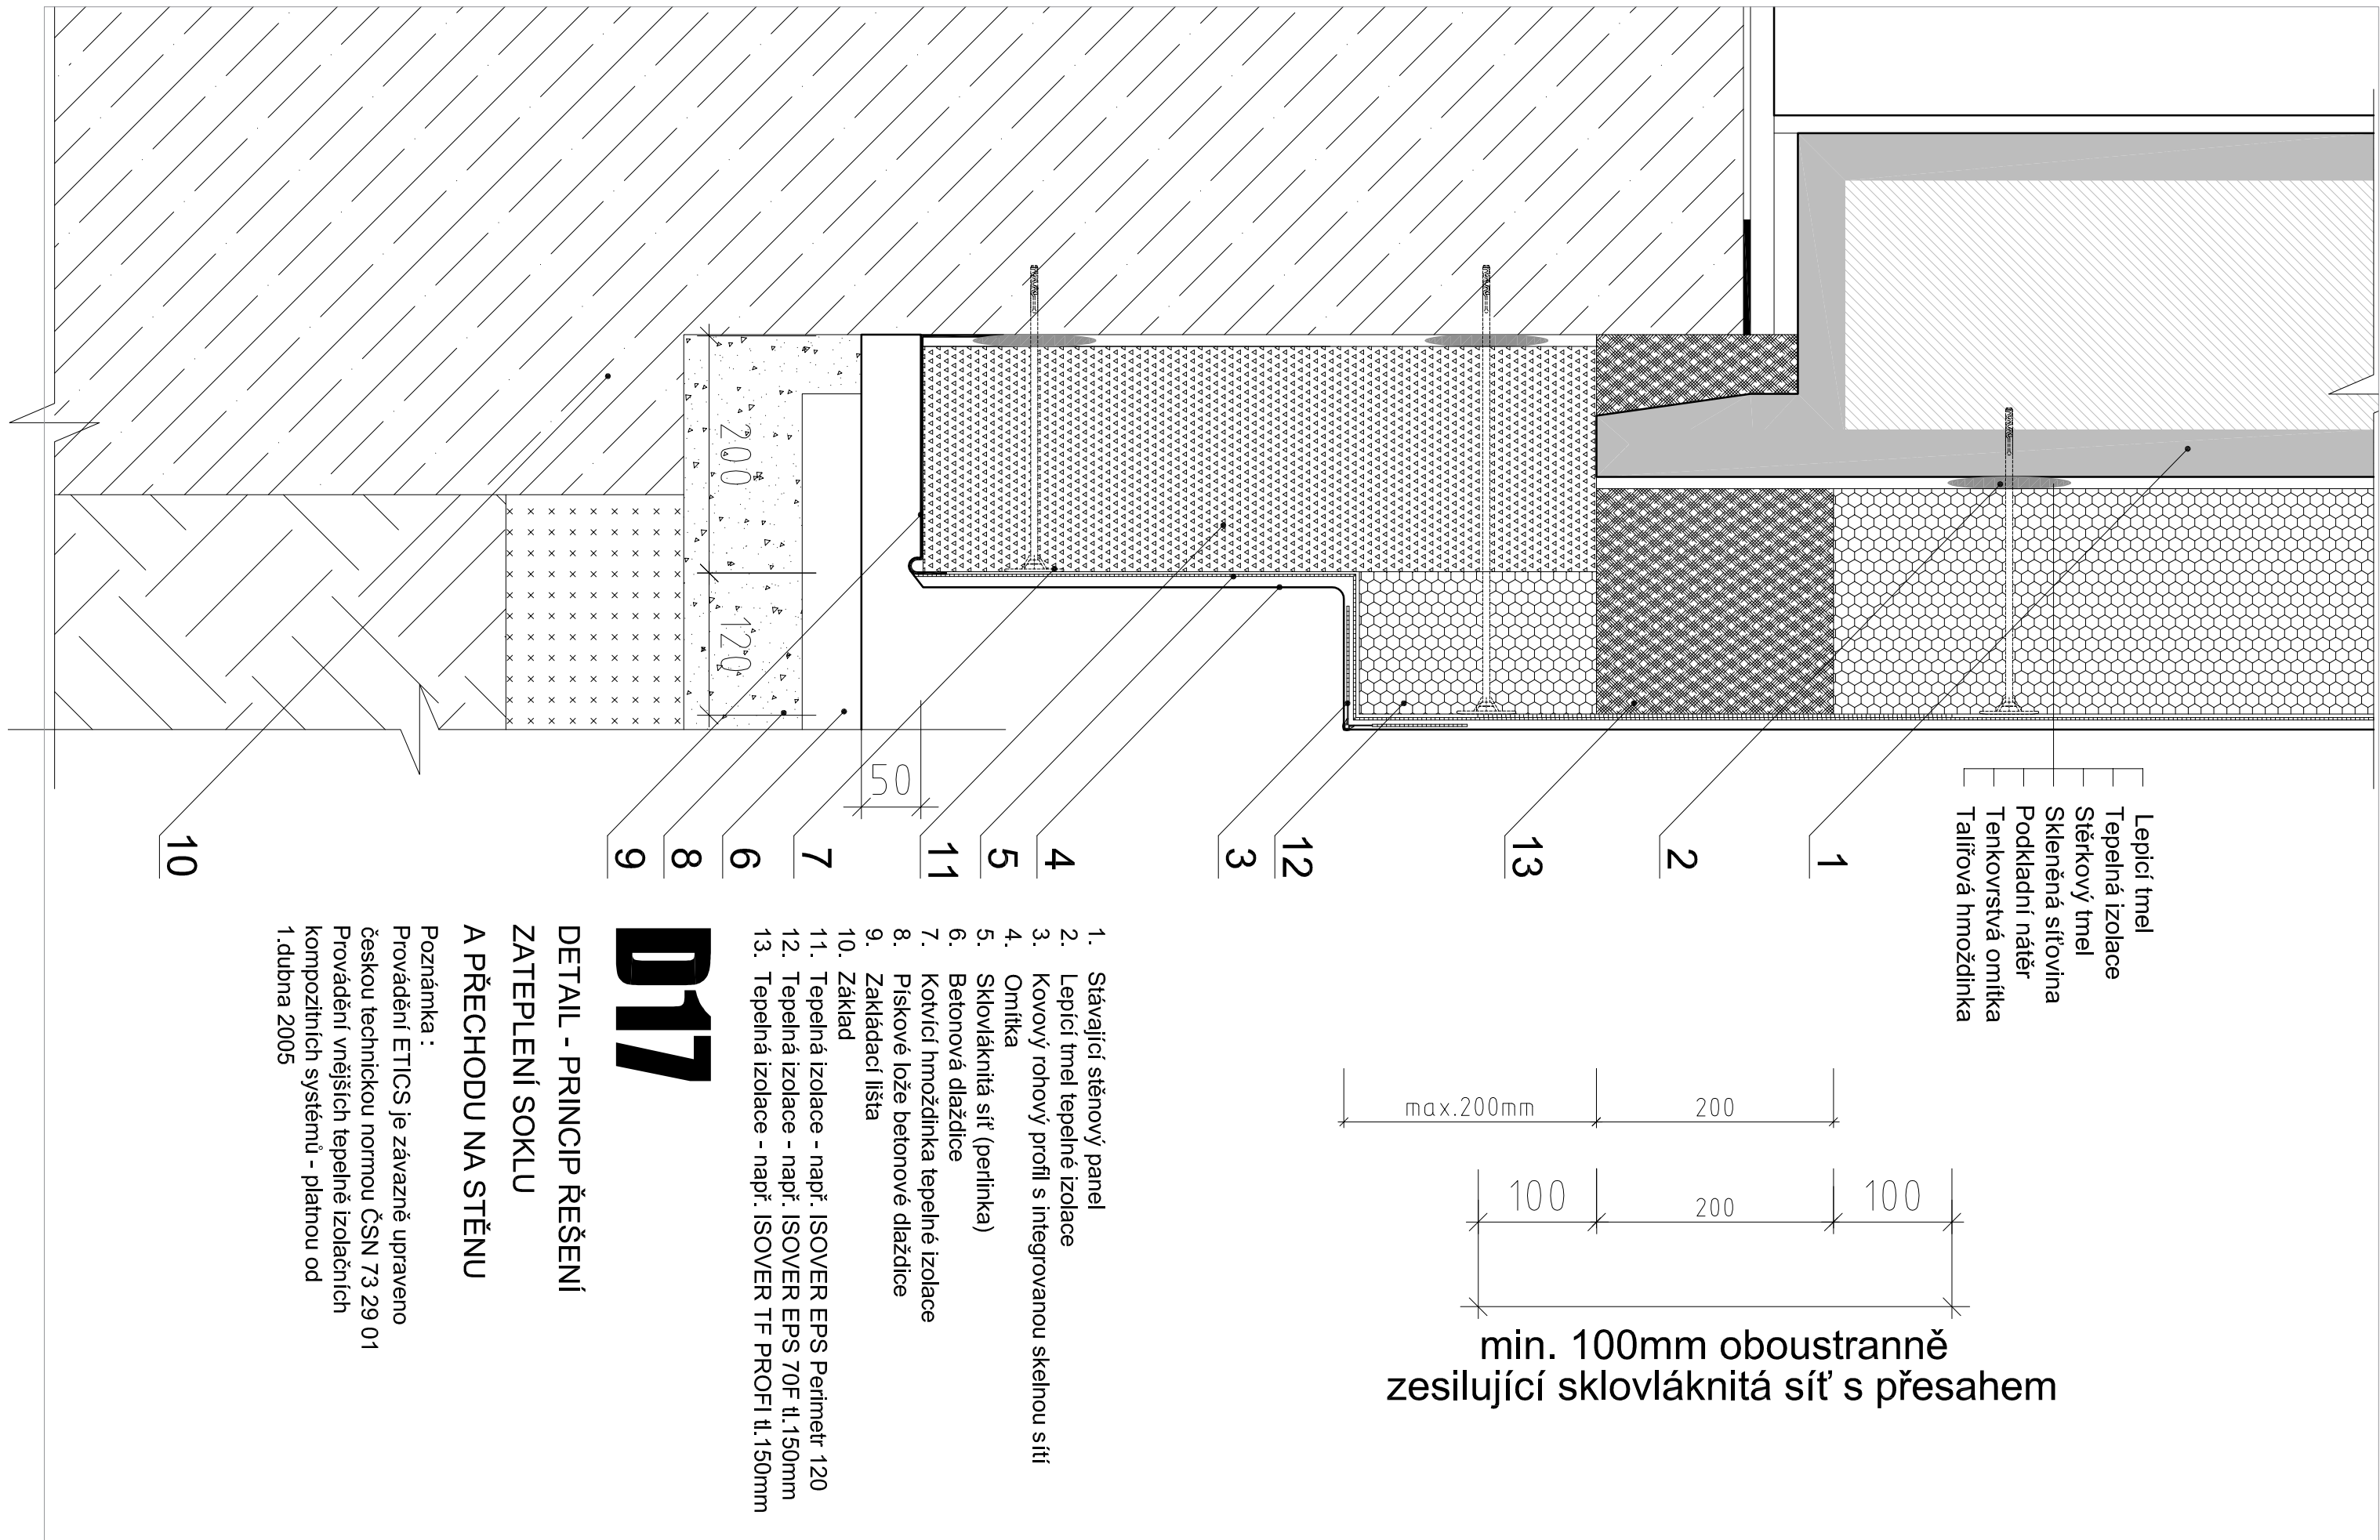 Lepicí tmel
Tepelná izolace
Stěrkový tmel
Skleněná síťovina
Podkladní nátěr
Tenkovrstvá omítka
Talířová hmoždinka
1
2
13
12
3
4
5
11
7
6
8
9
10
200
120
50
max.200mm
200
100
200
100
min. 100mm oboustranně
zesilující sklovláknitá síť s přesahem
1. Stávající stěnový panel
2. Lepící tmel tepelné izolace
3. Kovový rohový profil s integrovanou skelnou sítí
4. Omítka
5. Sklovláknitá síť (perlinka)
6. Betonová dlaždice
7. Kotvící hmoždinka tepelné izolace
8. Pískové lože betonové dlaždice
9. Zakládací lišta
10. Základ
11. Tepelná izolace - např. ISOVER EPS Perimetr 120
12. Tepelná izolace - např. ISOVER EPS 70F tl.150mm
13. Tepelná izolace - např. ISOVER TF PROFI tl.150mm
D17
DETAIL - PRINCIP ŘEŠENÍ
ZATEPLENÍ SOKLU
A PŘECHODU NA STĚNU
Poznámka :
Provádění ETICS je závazně upraveno
českou technickou normou ČSN 73 29 01
Provádění vnějších tepelně izolačních
kompozitních systémů - platnou od
1.dubna 2005